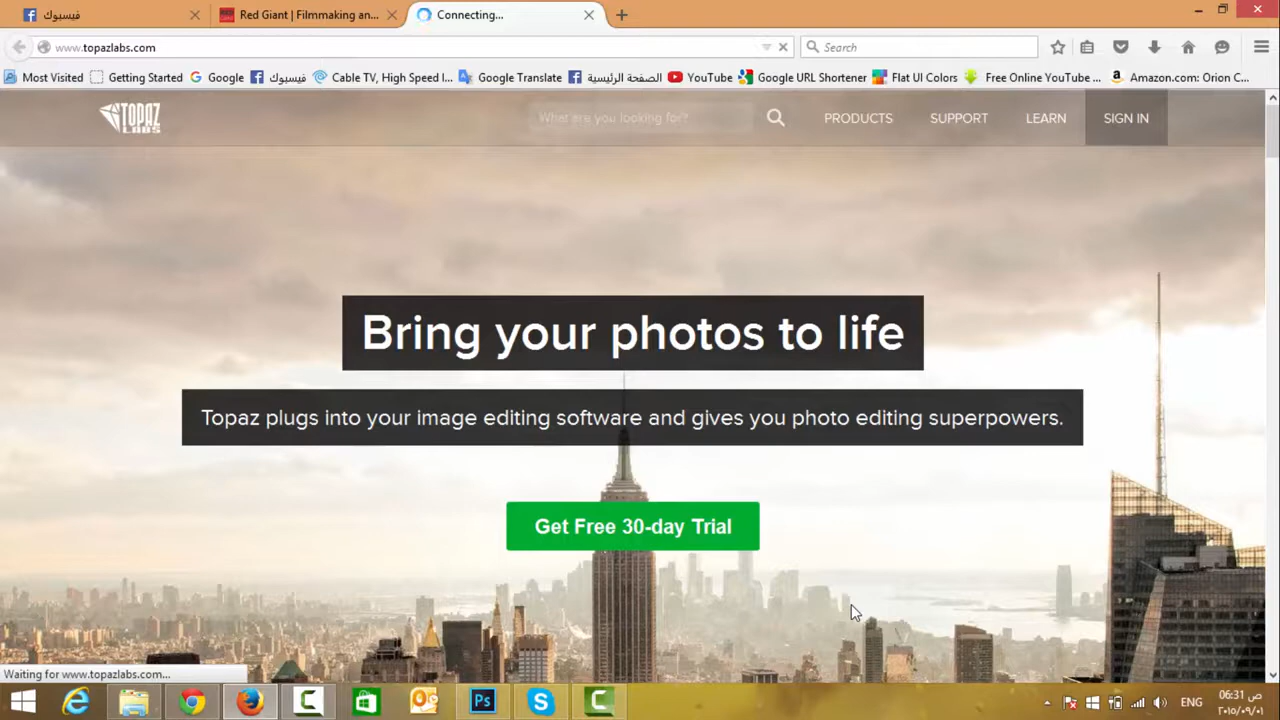 فيسبوك
Red Giant | Filmmaking an...
Connecting...
www.topazlabs.com
Search
Most Visited
Getting Started
Google
فيسبوك
Cable TV, High Speed I...
Google Translate
الصفحة الرئيسية
YouTube
Google URL Shortener
Flat UI Colors
Free Online YouTube ...
Amazon.com: Orion C...
TOPAZ
LABS
What are you looking for?
PRODUCTS
SUPPORT
LEARN
SIGN IN
Bring your photos to life
Topaz plugs into your image editing software and gives you photo editing superpowers.
Get Free 30-day Trial
Waiting for www.topazlabs.com...
Ps
ENG
06:31 ص
٢٠١٥/٠٩/٠١